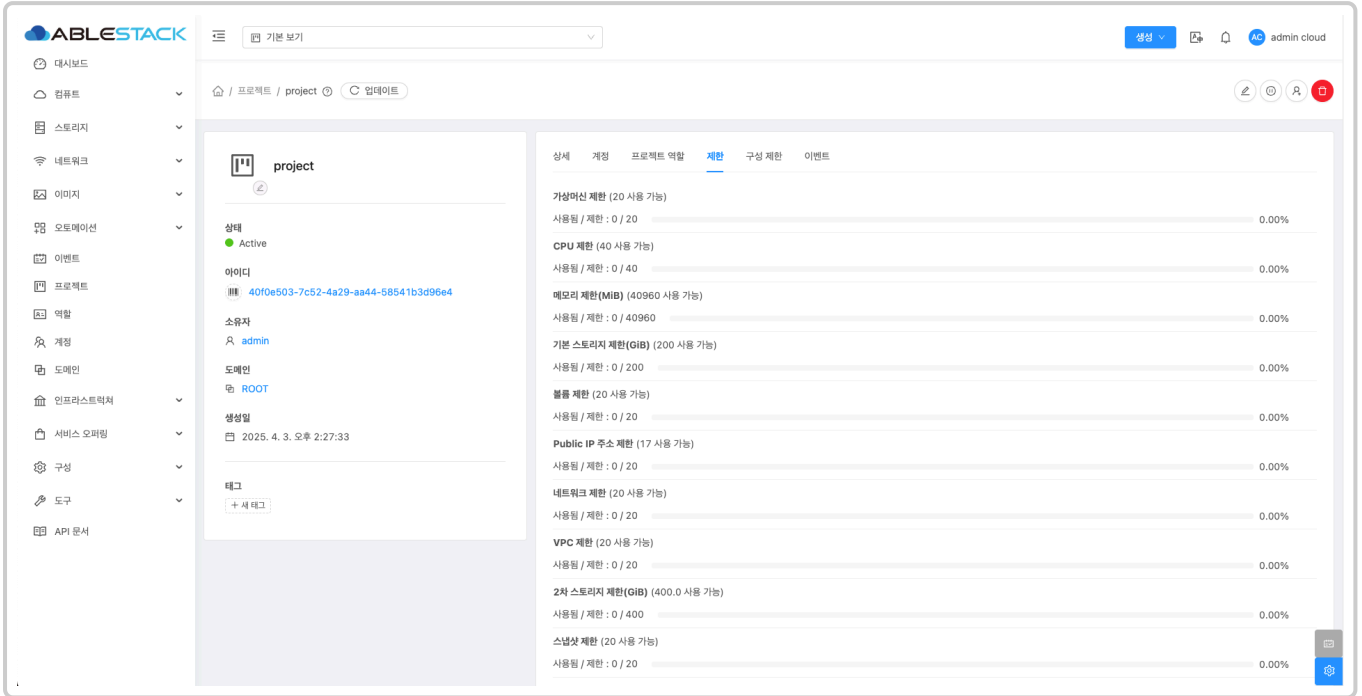 ABLESTACK
기본 보기
생성
AC
admin cloud
대시보드
컴퓨트
스토리지
네트워크
이미지
오토메이션
이벤트
프로젝트
역할
계정
도메인
인프라스트럭쳐
서비스 오퍼링
구성
도구
API 문서
/ 프로젝트 / project
업데이트
project
상태
Active
아이디
40f0e503-7c52-4a29-aa44-58541b3d96e4
소유자
admin
도메인
ROOT
생성일
2025. 4. 3. 오후 2:27:33
태그
+ 새 태그
상세 계정 프로젝트 역할 제한 구성 제한 이벤트
가상머신 제한 (20 사용 가능)
사용됨 / 제한 : 0 / 20 0.00%
CPU 제한 (40 사용 가능)
사용됨 / 제한 : 0 / 40 0.00%
메모리 제한(MiB) (40960 사용 가능)
사용됨 / 제한 : 0 / 40960 0.00%
기본 스토리지 제한(GiB) (200 사용 가능)
사용됨 / 제한 : 0 / 200 0.00%
볼륨 제한 (20 사용 가능)
사용됨 / 제한 : 0 / 20 0.00%
Public IP 주소 제한 (17 사용 가능)
사용됨 / 제한 : 0 / 20 0.00%
네트워크 제한 (20 사용 가능)
사용됨 / 제한 : 0 / 20 0.00%
VPC 제한 (20 사용 가능)
사용됨 / 제한 : 0 / 20 0.00%
2차 스토리지 제한(GiB) (400.0 사용 가능)
사용됨 / 제한 : 0 / 400 0.00%
스냅샷 제한 (20 사용 가능)
사용됨 / 제한 : 0 / 20 0.00%